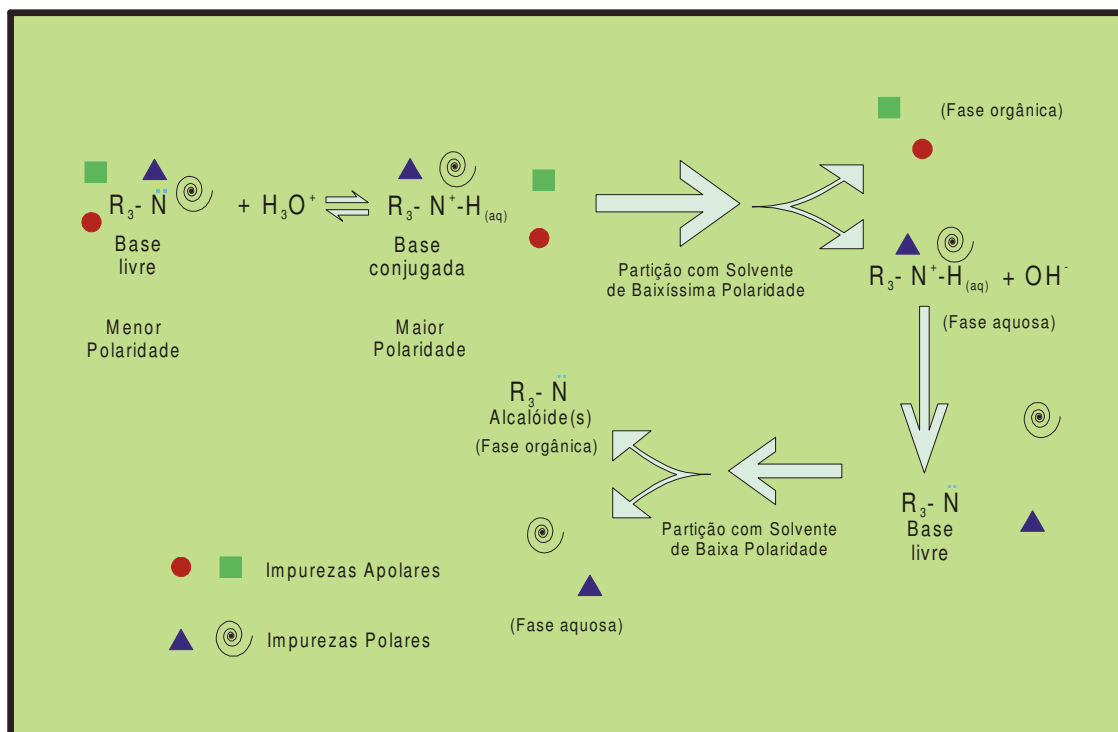 (Fase orgânica)
R₃- N̈ + H₃O⁺ ⇌ R₃- N⁺-H(aq)
Base
livre
Base
conjugada
Menor
Polaridade
Maior
Polaridade
Partição com Solvente
de Baixíssima Polaridade
R₃- N⁺-H(aq) + OH⁻
(Fase aquosa)
R₃- N̈
Base
livre
Partição com Solvente
de Baixa Polaridade
R₃- N̈
Alcalóide(s)
(Fase orgânica)
(Fase aquosa)
Impurezas Apolares
Impurezas Polares